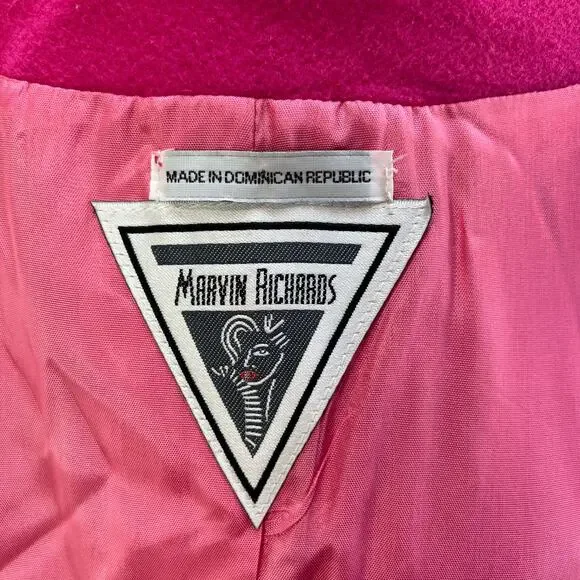 MADE IN DOMINICAN REPUBLIC
MARVIN RICHARDS